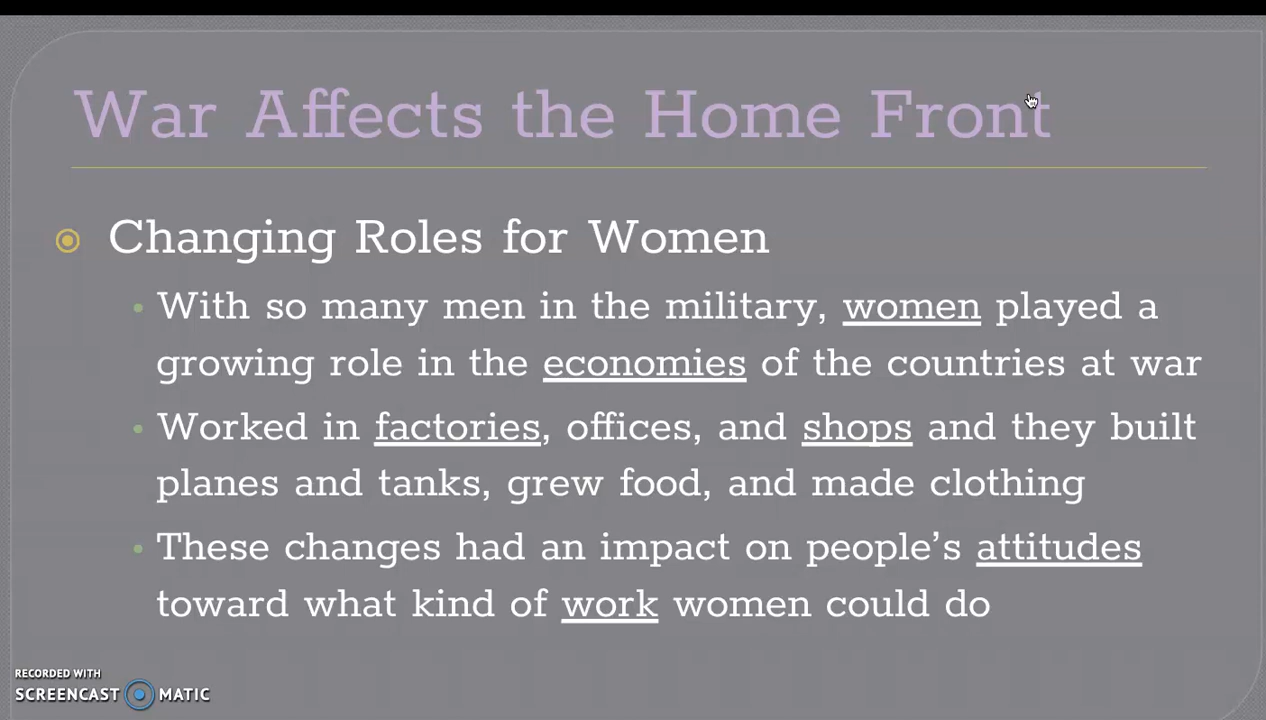 War Affects the Home Front
Changing Roles for Women
With so many men in the military, women played a
growing role in the economies of the countries at war
Worked in factories, offices, and shops and they built
planes and tanks, grew food, and made clothing
These changes had an impact on people’s attitudes
toward what kind of work women could do
RECORDED WITH
SCREENCAST MATIC